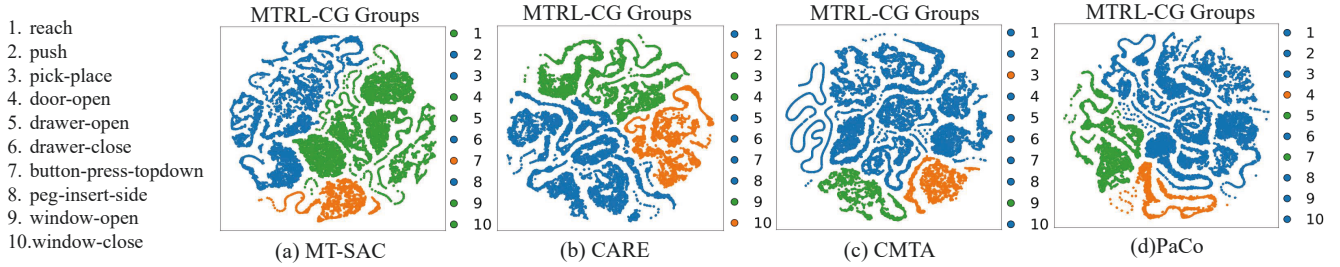 1. reach
2. push
3. pick-place
4. door-open
5. drawer-open
6. drawer-close
7. button-press-topdown
8. peg-insert-side
9. window-open
10.window-close
MTRL-CG Groups
1
2
3
4
5
6
7
8
9
10
(a) MT-SAC
MTRL-CG Groups
1
2
3
4
5
6
7
8
9
10
(b) CARE
MTRL-CG Groups
1
2
3
4
5
6
7
8
9
10
(c) CMTA
MTRL-CG Groups
1
2
3
4
5
6
7
8
9
10
(d)PaCo